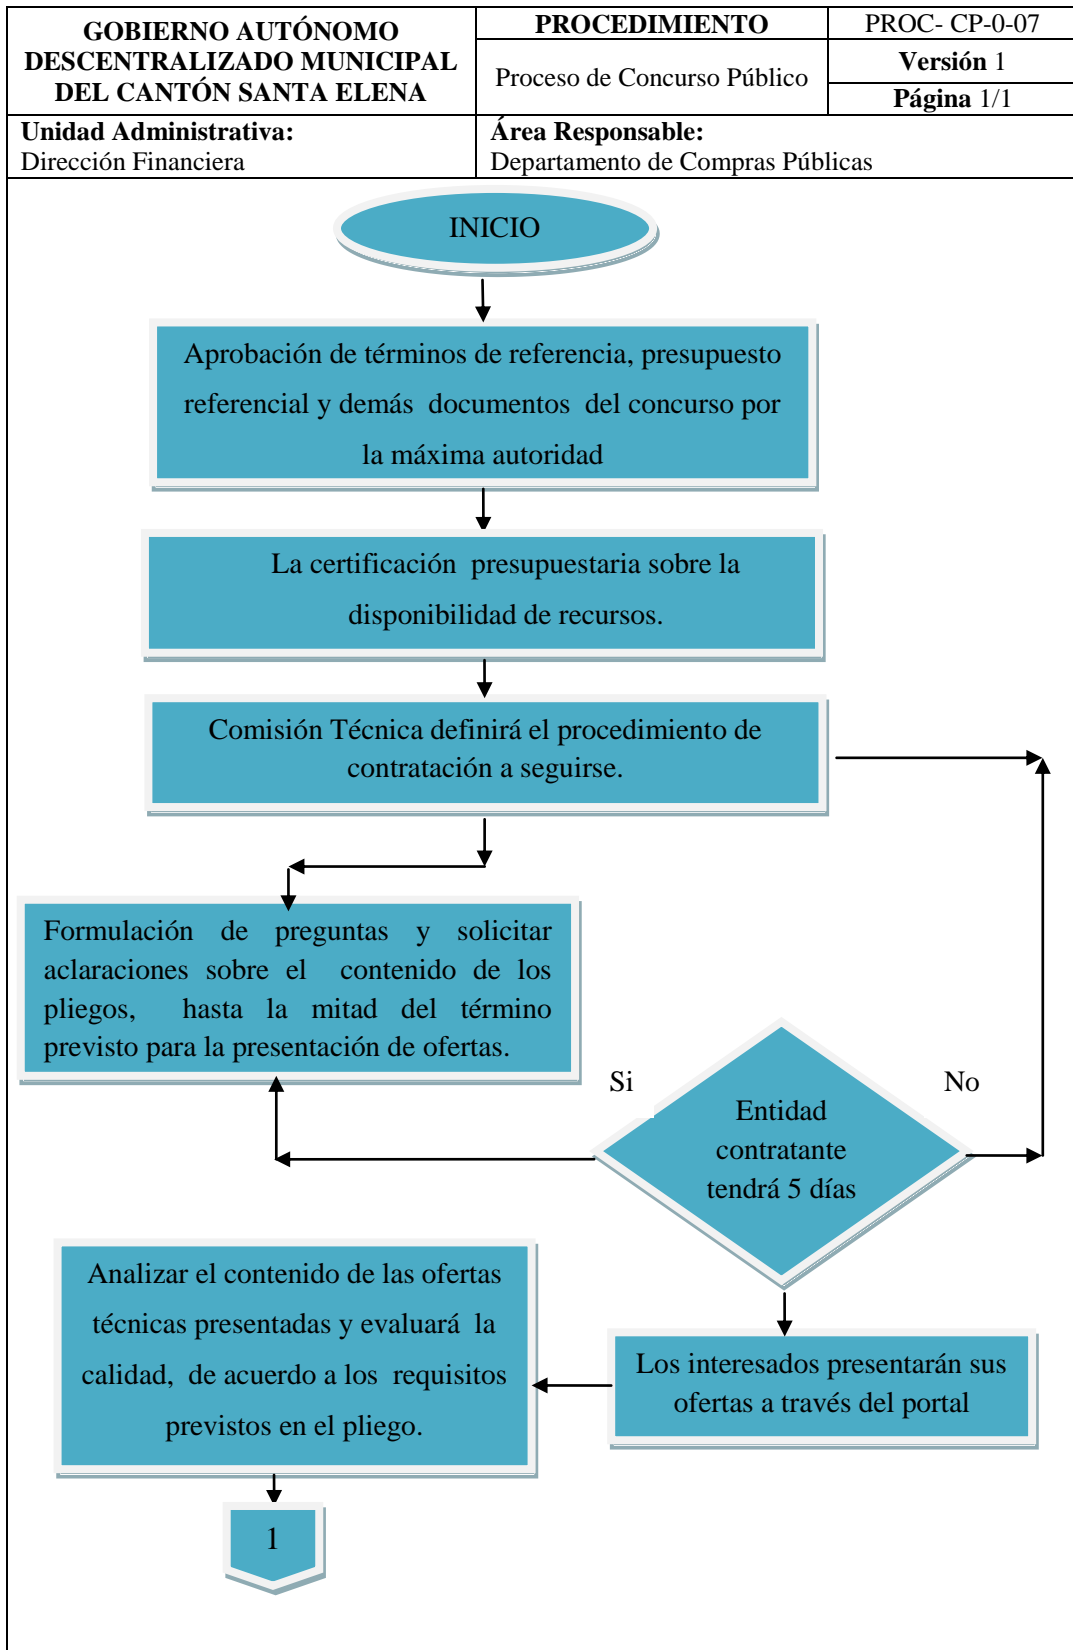 GOBIERNO AUTÓNOMO
DESCENTRALIZADO MUNICIPAL
DEL CANTÓN SANTA ELENA
PROCEDIMIENTO
Proceso de Concurso Público
PROC- CP-0-07
Versión 1
Página 1/1
Unidad Administrativa:
Dirección Financiera
Área Responsable:
Departamento de Compras Públicas
INICIO
Aprobación de términos de referencia, presupuesto
referencial y demás documentos del concurso por
la máxima autoridad
La certificación presupuestaria sobre la
disponibilidad de recursos.
Comisión Técnica definirá el procedimiento de
contratación a seguirse.
Formulación de preguntas y solicitar
aclaraciones sobre el contenido de los
pliegos, hasta la mitad del término
previsto para la presentación de ofertas.
Si
No
Entidad
contratante
tendrá 5 días
Analizar el contenido de las ofertas
técnicas presentadas y evaluará la
calidad, de acuerdo a los requisitos
previstos en el pliego.
Los interesados presentarán sus
ofertas a través del portal
1